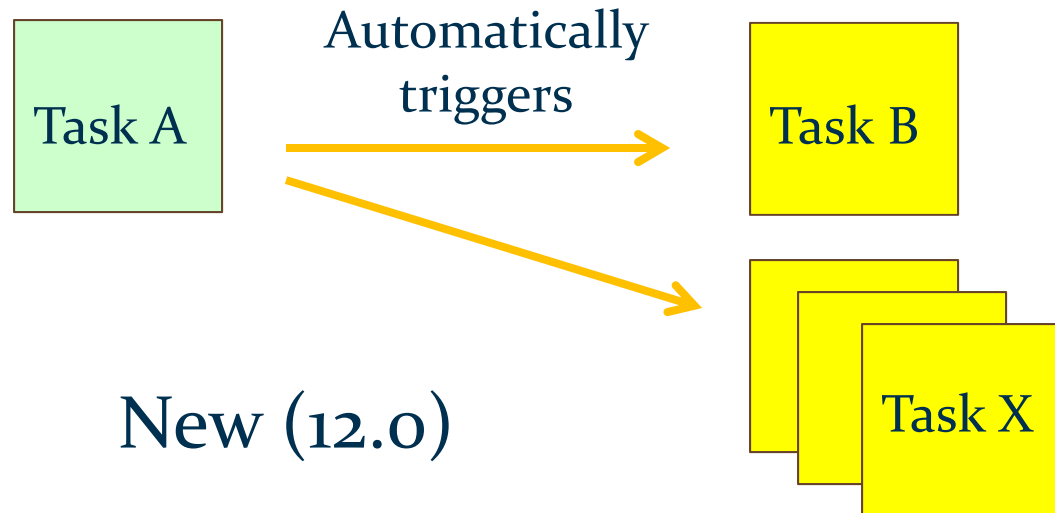 Automatically
triggers
Task A
Task B
New (12.0)
Task X